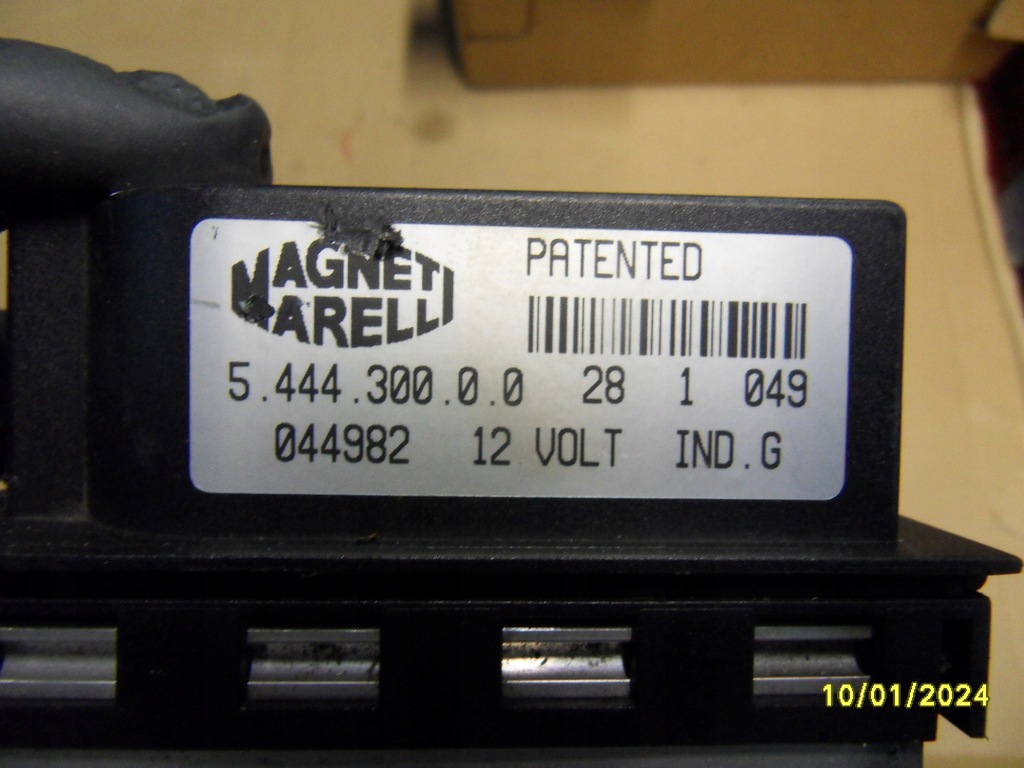 MAGNETI
MARELLI
PATENTED
5.444.300.0.0 28 1 049
044982 12 VOLT IND.G
10/01/2024